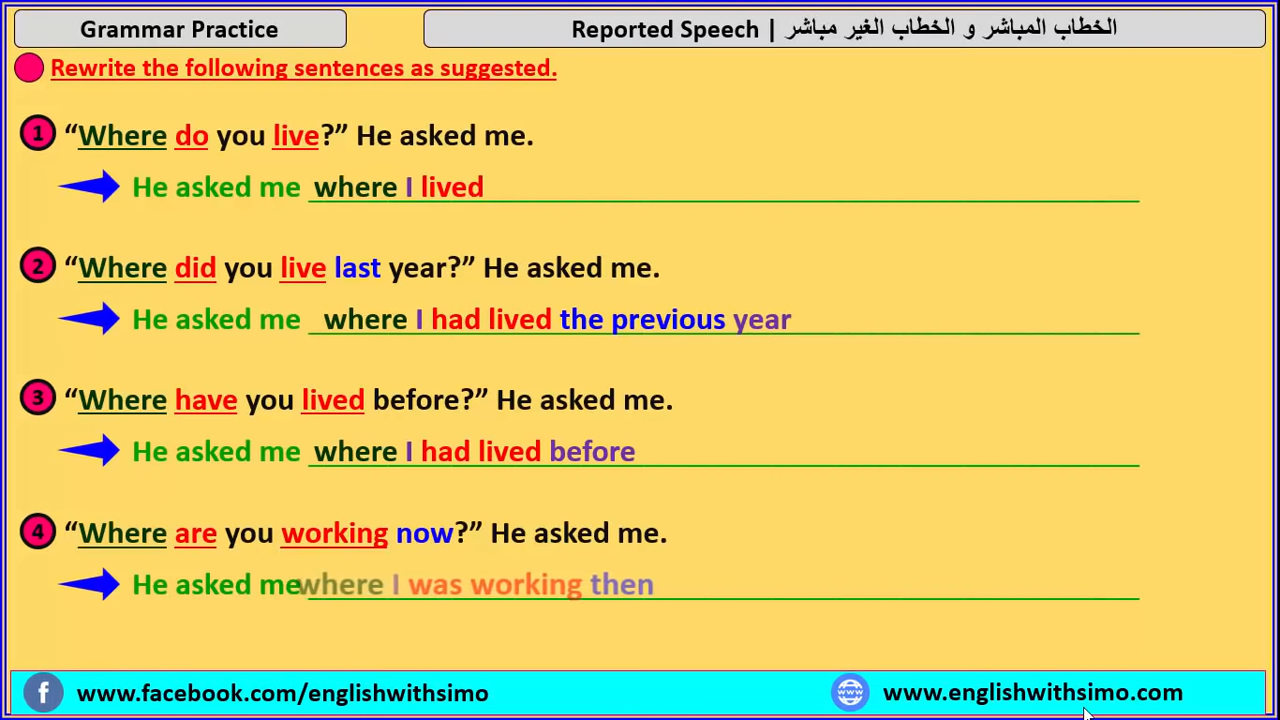 Grammar Practice
Reported Speech | الخطاب المباشر و الخطاب الغير مباشر
Rewrite the following sentences as suggested.
1 “Where do you live?” He asked me.
He asked me where I lived
2 “Where did you live last year?” He asked me.
He asked me where I had lived the previous year
3 “Where have you lived before?” He asked me.
He asked me where I had lived before
4 “Where are you working now?” He asked me.
He asked me where I was working then
f www.facebook.com/englishwithsimo
www.englishwithsimo.com